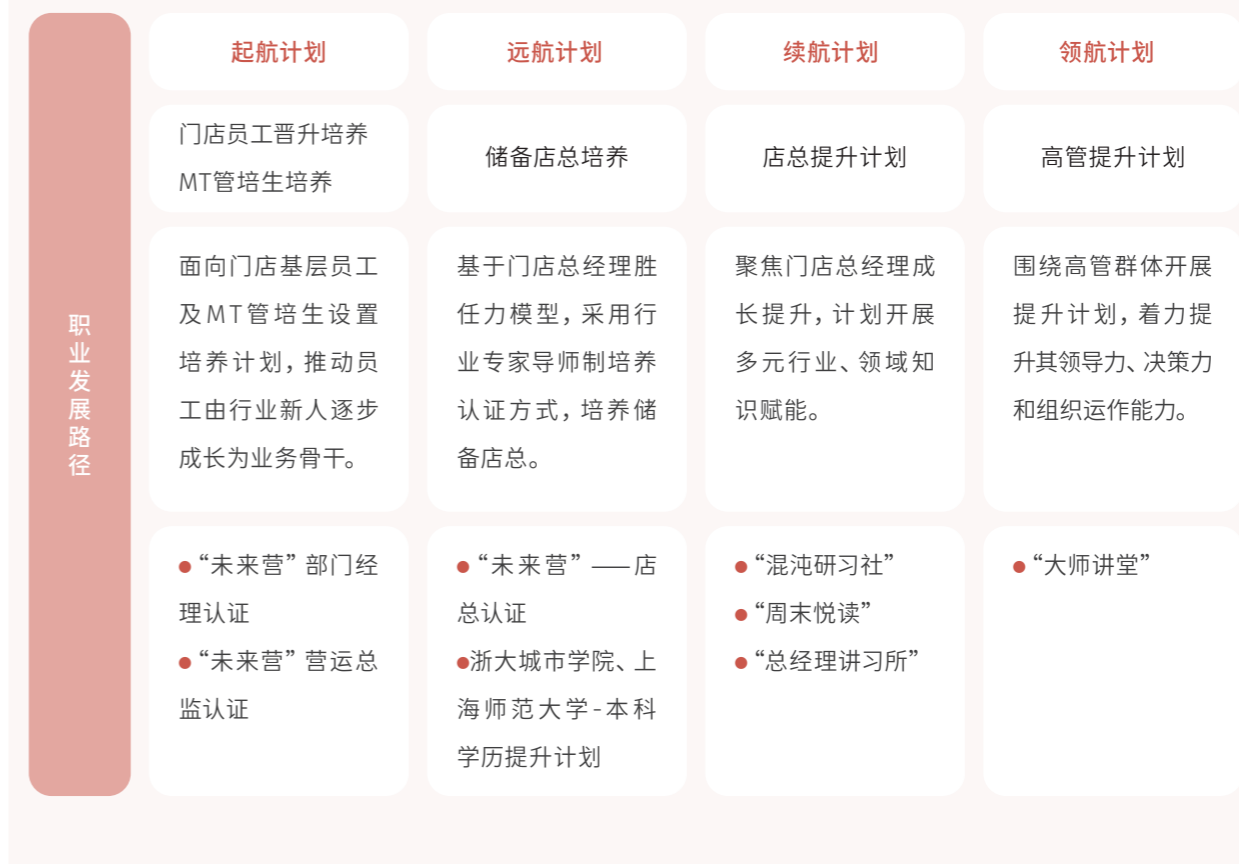 职业发展路径
起航计划
远航计划
续航计划
领航计划
门店员工晋升培养
MT管培生培养
储备店总培养
店总提升计划
高管提升计划
面向门店基层员工
及MT管培生设置
培养计划，推动员
工由行业新人逐步
成长为业务骨干。
基于门店总经理胜
任力模型，采用行
业专家导师制培养
认证方式，培养储
备店总。
聚焦门店总经理成
长提升，计划开展
多元行业、领域知
识赋能。
围绕高管群体开展
提升计划，着力提
升其领导力、决策力
和组织运作能力。
●“未来营”部门经
理认证
●“未来营”营运总
监认证
●“未来营”——店
总认证
●浙大城市学院、上
海师范大学-本科
学历提升计划
●“混沌研习社”
●“周末悦读”
●“总经理讲习所”
●“大师讲堂”